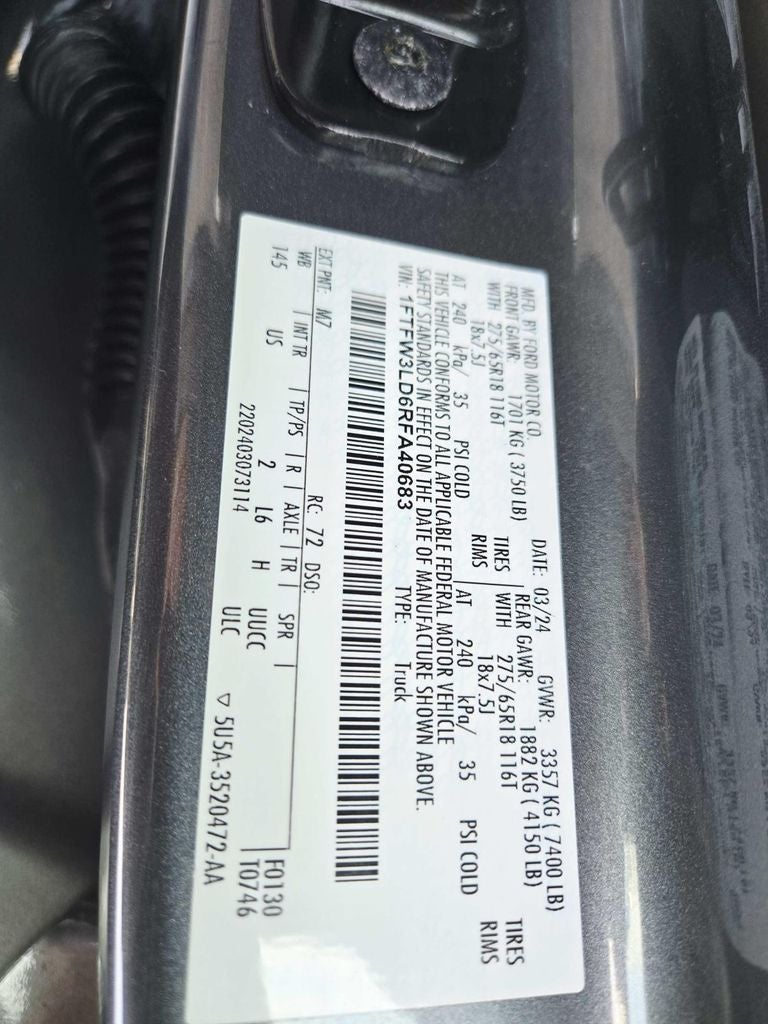 MFD. BY FORD MOTOR CO. DATE: 03/24 GVWR: 3357 KG ( 7400 LB)
FRONT GAWR: 1701 KG ( 3750 LB) REAR GAWR: 1882 KG ( 4150 LB)
WITH 275/65R18 116T TIRES WITH 275/65R18 116T TIRES
18x7.5J RIMS 18x7.5J RIMS
AT 240 kPa/ 35 PSI COLD AT 240 kPa/ 35 PSI COLD
THIS VEHICLE CONFORMS TO ALL APPLICABLE FEDERAL MOTOR VEHICLE
SAFETY STANDARDS IN EFFECT ON THE DATE OF MANUFACTURE SHOWN ABOVE.
VIN: 1FTFW3LD6RFA40683 TYPE: Truck
EXT PNT: M7 RC: 72 DSO:
WB | INT TR | TP/PS | R | AXLE | TR | SPR | F0130
145 US 2 L6 H UUCC T0746
2202403073114 ULC
▽ 5U5A-3520472-AA